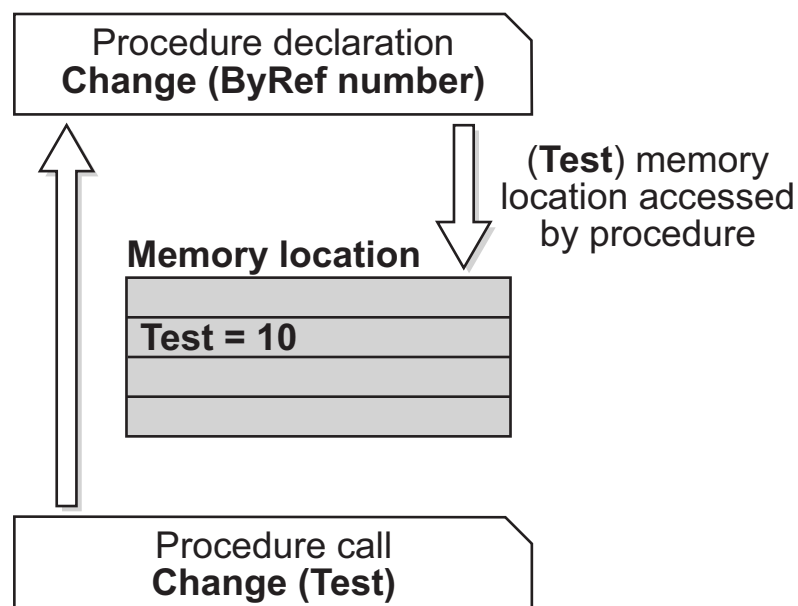 Procedure declaration
Change (ByRef number)
(Test) memory
location accessed
by procedure
Memory location
Test = 10
Procedure call
Change (Test)